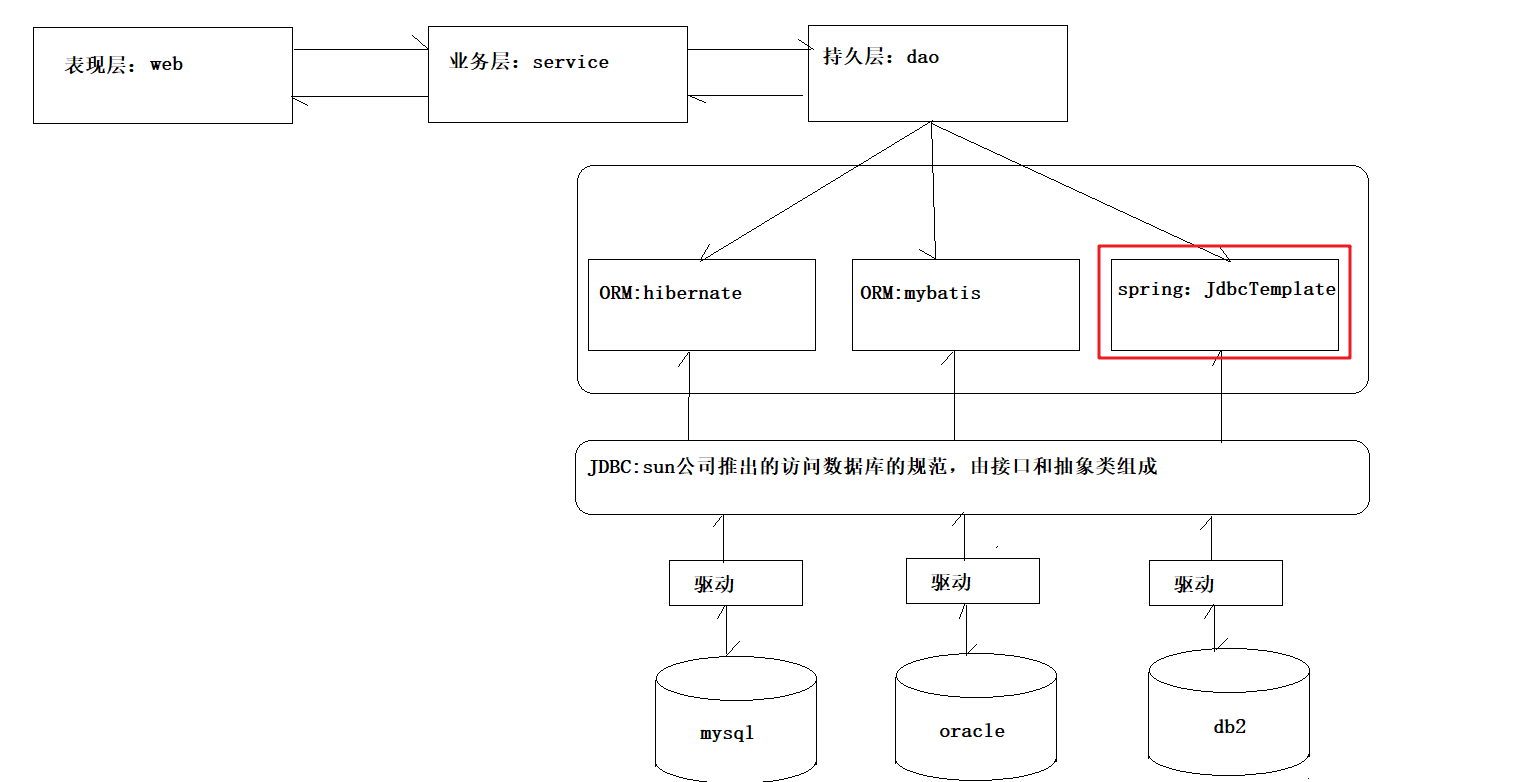 表现层：web
业务层：service
持久层：dao
ORM:hibernate
ORM:mybatis
spring：JdbcTemplate
JDBC:sun公司推出的访问数据库的规范，由接口和抽象类组成
驱动
驱动
驱动
mysql
oracle
db2